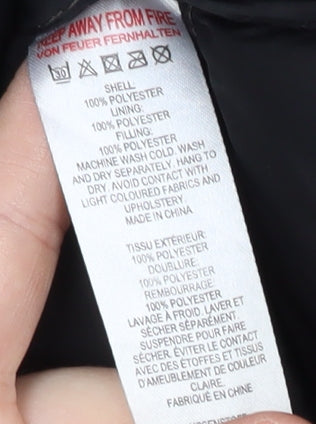 KEEP AWAY FROM FIRE
VON FEUER FERNHALTEN
30
SHELL
100% POLYESTER
LINING:
100% POLYESTER
FILLING:
100% POLYESTER
MACHINE WASH COLD. WASH
AND DRY SEPARATELY, HANG TO
DRY. AVOID CONTACT WITH
LIGHT COLOURED FABRICS AND
UPHOLSTERY.
MADE IN CHINA
TISSU EXTÉRIEUR:
100% POLYESTER
DOUBLURE:
100% POLYESTER
REMBOURRAGE
100% POLYESTER
LAVAGE À FROID, LAVER ET
SÉCHER SÉPARÉMENT.
SUSPENDRE POUR FAIRE
SÉCHER. ÉVITER LE CONTACT
AVEC DES ÉTOFFES ET TISSUS
D'AMEUBLEMENT DE COULEUR
CLAIRE.
FABRIQUÉ EN CHINE